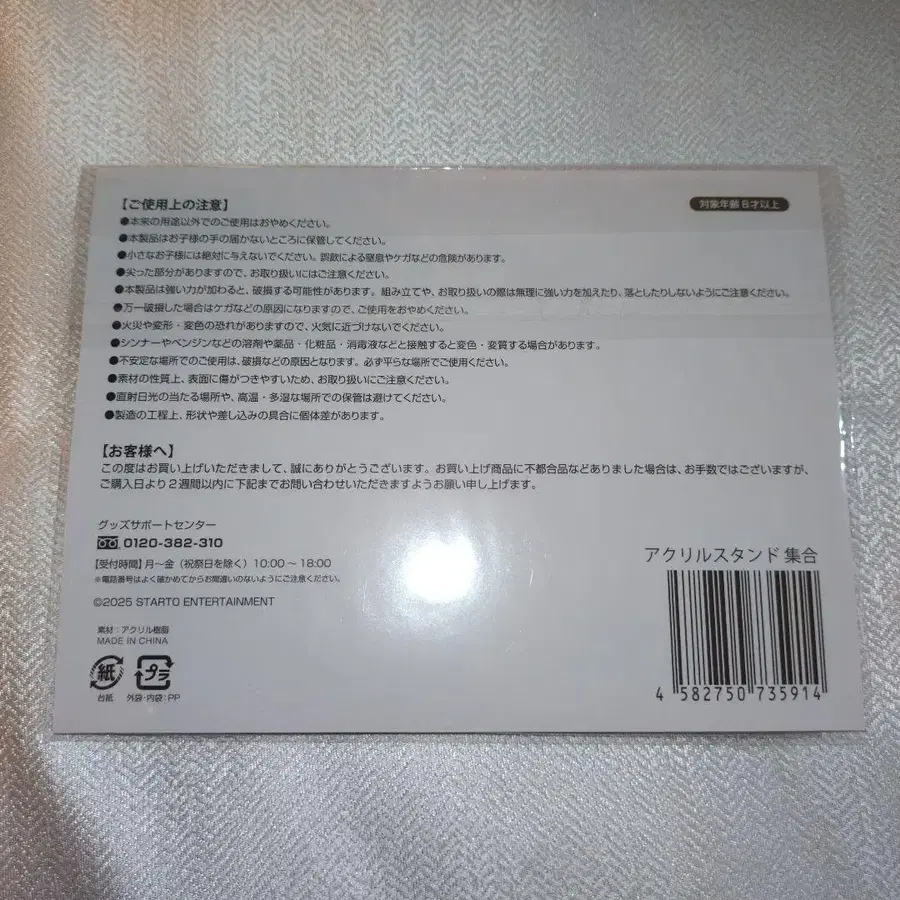 【ご使用上の注意】
対象年齢8才以上
●本来の用途以外でのご使用はおやめください。
●本製品はお子様の手の届かないところに保管してください。
●小さなお子様には絶対に与えないでください。誤飲による窒息やケガなどの危険があります。
●尖った部分がありますので、お取り扱いにはご注意ください。
●本製品は強い力が加わると、破損する可能性があります。組み立てや、お取り扱いの際は無理に強い力を加えたり、落としたりしないようにご注意ください。
●万一破損した場合はケガなどの原因になりますので、ご使用をおやめください。
●火災や変形・変色の恐れがありますので、火気に近づけないでください。
●シンナーやベンジンなどの溶剤や薬品・化粧品・消毒液などと接触すると変色・変質する場合があります。
●不安定な場所でのご使用は、破損などの原因となります。必ず平らな場所でご使用ください。
●素材の性質上、表面に傷がつきやすいため、お取り扱いにご注意ください。
●直射日光の当たる場所や、高温・多湿な場所での保管は避けてください。
●製造の工程上、形状や差し込みの具合に個体差があります。
【お客様へ】
この度はお買い上げいただきまして、誠にありがとうございます。お買い上げ商品に不都合品などありました場合は、お手数ではございますが、
ご購入日より2週間以内に下記までお問い合わせいただきますようお願い申し上げます。
グッズサポートセンター
0120-382-310
【受付時間】月～金（祝祭日を除く）10:00～18:00
※電話番号はよく確かめてからお間違いのないようにご注意ください。
©2025 STARTO ENTERTAINMENT
アクリルスタンド 集合
素材：アクリル樹脂
MADE IN CHINA
紙
プラ
台紙
外袋・内袋：PP
4 582750 735914